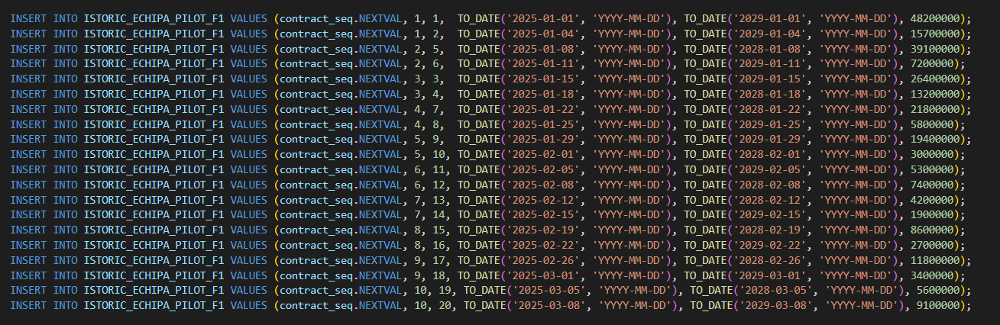 INSERT INTO ISTORIC_ECHIPA_PILOT_F1 VALUES (contract_seq.NEXTVAL, 1, 1,  TO_DATE('2025-01-01', 'YYYY-MM-DD'), TO_DATE('2029-01-01', 'YYYY-MM-DD'), 48200000);
INSERT INTO ISTORIC_ECHIPA_PILOT_F1 VALUES (contract_seq.NEXTVAL, 1, 2,  TO_DATE('2025-01-04', 'YYYY-MM-DD'), TO_DATE('2029-01-04', 'YYYY-MM-DD'), 15700000);
INSERT INTO ISTORIC_ECHIPA_PILOT_F1 VALUES (contract_seq.NEXTVAL, 2, 5,  TO_DATE('2025-01-08', 'YYYY-MM-DD'), TO_DATE('2028-01-08', 'YYYY-MM-DD'), 39100000);
INSERT INTO ISTORIC_ECHIPA_PILOT_F1 VALUES (contract_seq.NEXTVAL, 2, 6,  TO_DATE('2025-01-11', 'YYYY-MM-DD'), TO_DATE('2029-01-11', 'YYYY-MM-DD'), 7200000);
INSERT INTO ISTORIC_ECHIPA_PILOT_F1 VALUES (contract_seq.NEXTVAL, 3, 3,  TO_DATE('2025-01-15', 'YYYY-MM-DD'), TO_DATE('2029-01-15', 'YYYY-MM-DD'), 26400000);
INSERT INTO ISTORIC_ECHIPA_PILOT_F1 VALUES (contract_seq.NEXTVAL, 3, 4,  TO_DATE('2025-01-18', 'YYYY-MM-DD'), TO_DATE('2028-01-18', 'YYYY-MM-DD'), 13200000);
INSERT INTO ISTORIC_ECHIPA_PILOT_F1 VALUES (contract_seq.NEXTVAL, 4, 7,  TO_DATE('2025-01-22', 'YYYY-MM-DD'), TO_DATE('2028-01-22', 'YYYY-MM-DD'), 21800000);
INSERT INTO ISTORIC_ECHIPA_PILOT_F1 VALUES (contract_seq.NEXTVAL, 4, 8,  TO_DATE('2025-01-25', 'YYYY-MM-DD'), TO_DATE('2029-01-25', 'YYYY-MM-DD'), 5800000);
INSERT INTO ISTORIC_ECHIPA_PILOT_F1 VALUES (contract_seq.NEXTVAL, 5, 9,  TO_DATE('2025-01-29', 'YYYY-MM-DD'), TO_DATE('2029-01-29', 'YYYY-MM-DD'), 19400000);
INSERT INTO ISTORIC_ECHIPA_PILOT_F1 VALUES (contract_seq.NEXTVAL, 5, 10, TO_DATE('2025-02-01', 'YYYY-MM-DD'), TO_DATE('2028-02-01', 'YYYY-MM-DD'), 3000000);
INSERT INTO ISTORIC_ECHIPA_PILOT_F1 VALUES (contract_seq.NEXTVAL, 6, 11, TO_DATE('2025-02-05', 'YYYY-MM-DD'), TO_DATE('2029-02-05', 'YYYY-MM-DD'), 5300000);
INSERT INTO ISTORIC_ECHIPA_PILOT_F1 VALUES (contract_seq.NEXTVAL, 6, 12, TO_DATE('2025-02-08', 'YYYY-MM-DD'), TO_DATE('2028-02-08', 'YYYY-MM-DD'), 7400000);
INSERT INTO ISTORIC_ECHIPA_PILOT_F1 VALUES (contract_seq.NEXTVAL, 7, 13, TO_DATE('2025-02-12', 'YYYY-MM-DD'), TO_DATE('2028-02-12', 'YYYY-MM-DD'), 4200000);
INSERT INTO ISTORIC_ECHIPA_PILOT_F1 VALUES (contract_seq.NEXTVAL, 7, 14, TO_DATE('2025-02-15', 'YYYY-MM-DD'), TO_DATE('2029-02-15', 'YYYY-MM-DD'), 1900000);
INSERT INTO ISTORIC_ECHIPA_PILOT_F1 VALUES (contract_seq.NEXTVAL, 8, 15, TO_DATE('2025-02-19', 'YYYY-MM-DD'), TO_DATE('2028-02-19', 'YYYY-MM-DD'), 8600000);
INSERT INTO ISTORIC_ECHIPA_PILOT_F1 VALUES (contract_seq.NEXTVAL, 8, 16, TO_DATE('2025-02-22', 'YYYY-MM-DD'), TO_DATE('2029-02-22', 'YYYY-MM-DD'), 2700000);
INSERT INTO ISTORIC_ECHIPA_PILOT_F1 VALUES (contract_seq.NEXTVAL, 9, 17, TO_DATE('2025-02-26', 'YYYY-MM-DD'), TO_DATE('2028-02-26', 'YYYY-MM-DD'), 11800000);
INSERT INTO ISTORIC_ECHIPA_PILOT_F1 VALUES (contract_seq.NEXTVAL, 9, 18, TO_DATE('2025-03-01', 'YYYY-MM-DD'), TO_DATE('2029-03-01', 'YYYY-MM-DD'), 3400000);
INSERT INTO ISTORIC_ECHIPA_PILOT_F1 VALUES (contract_seq.NEXTVAL, 10, 19, TO_DATE('2025-03-05', 'YYYY-MM-DD'), TO_DATE('2028-03-05', 'YYYY-MM-DD'), 5600000);
INSERT INTO ISTORIC_ECHIPA_PILOT_F1 VALUES (contract_seq.NEXTVAL, 10, 20, TO_DATE('2025-03-08', 'YYYY-MM-DD'), TO_DATE('2029-03-08', 'YYYY-MM-DD'), 9100000);